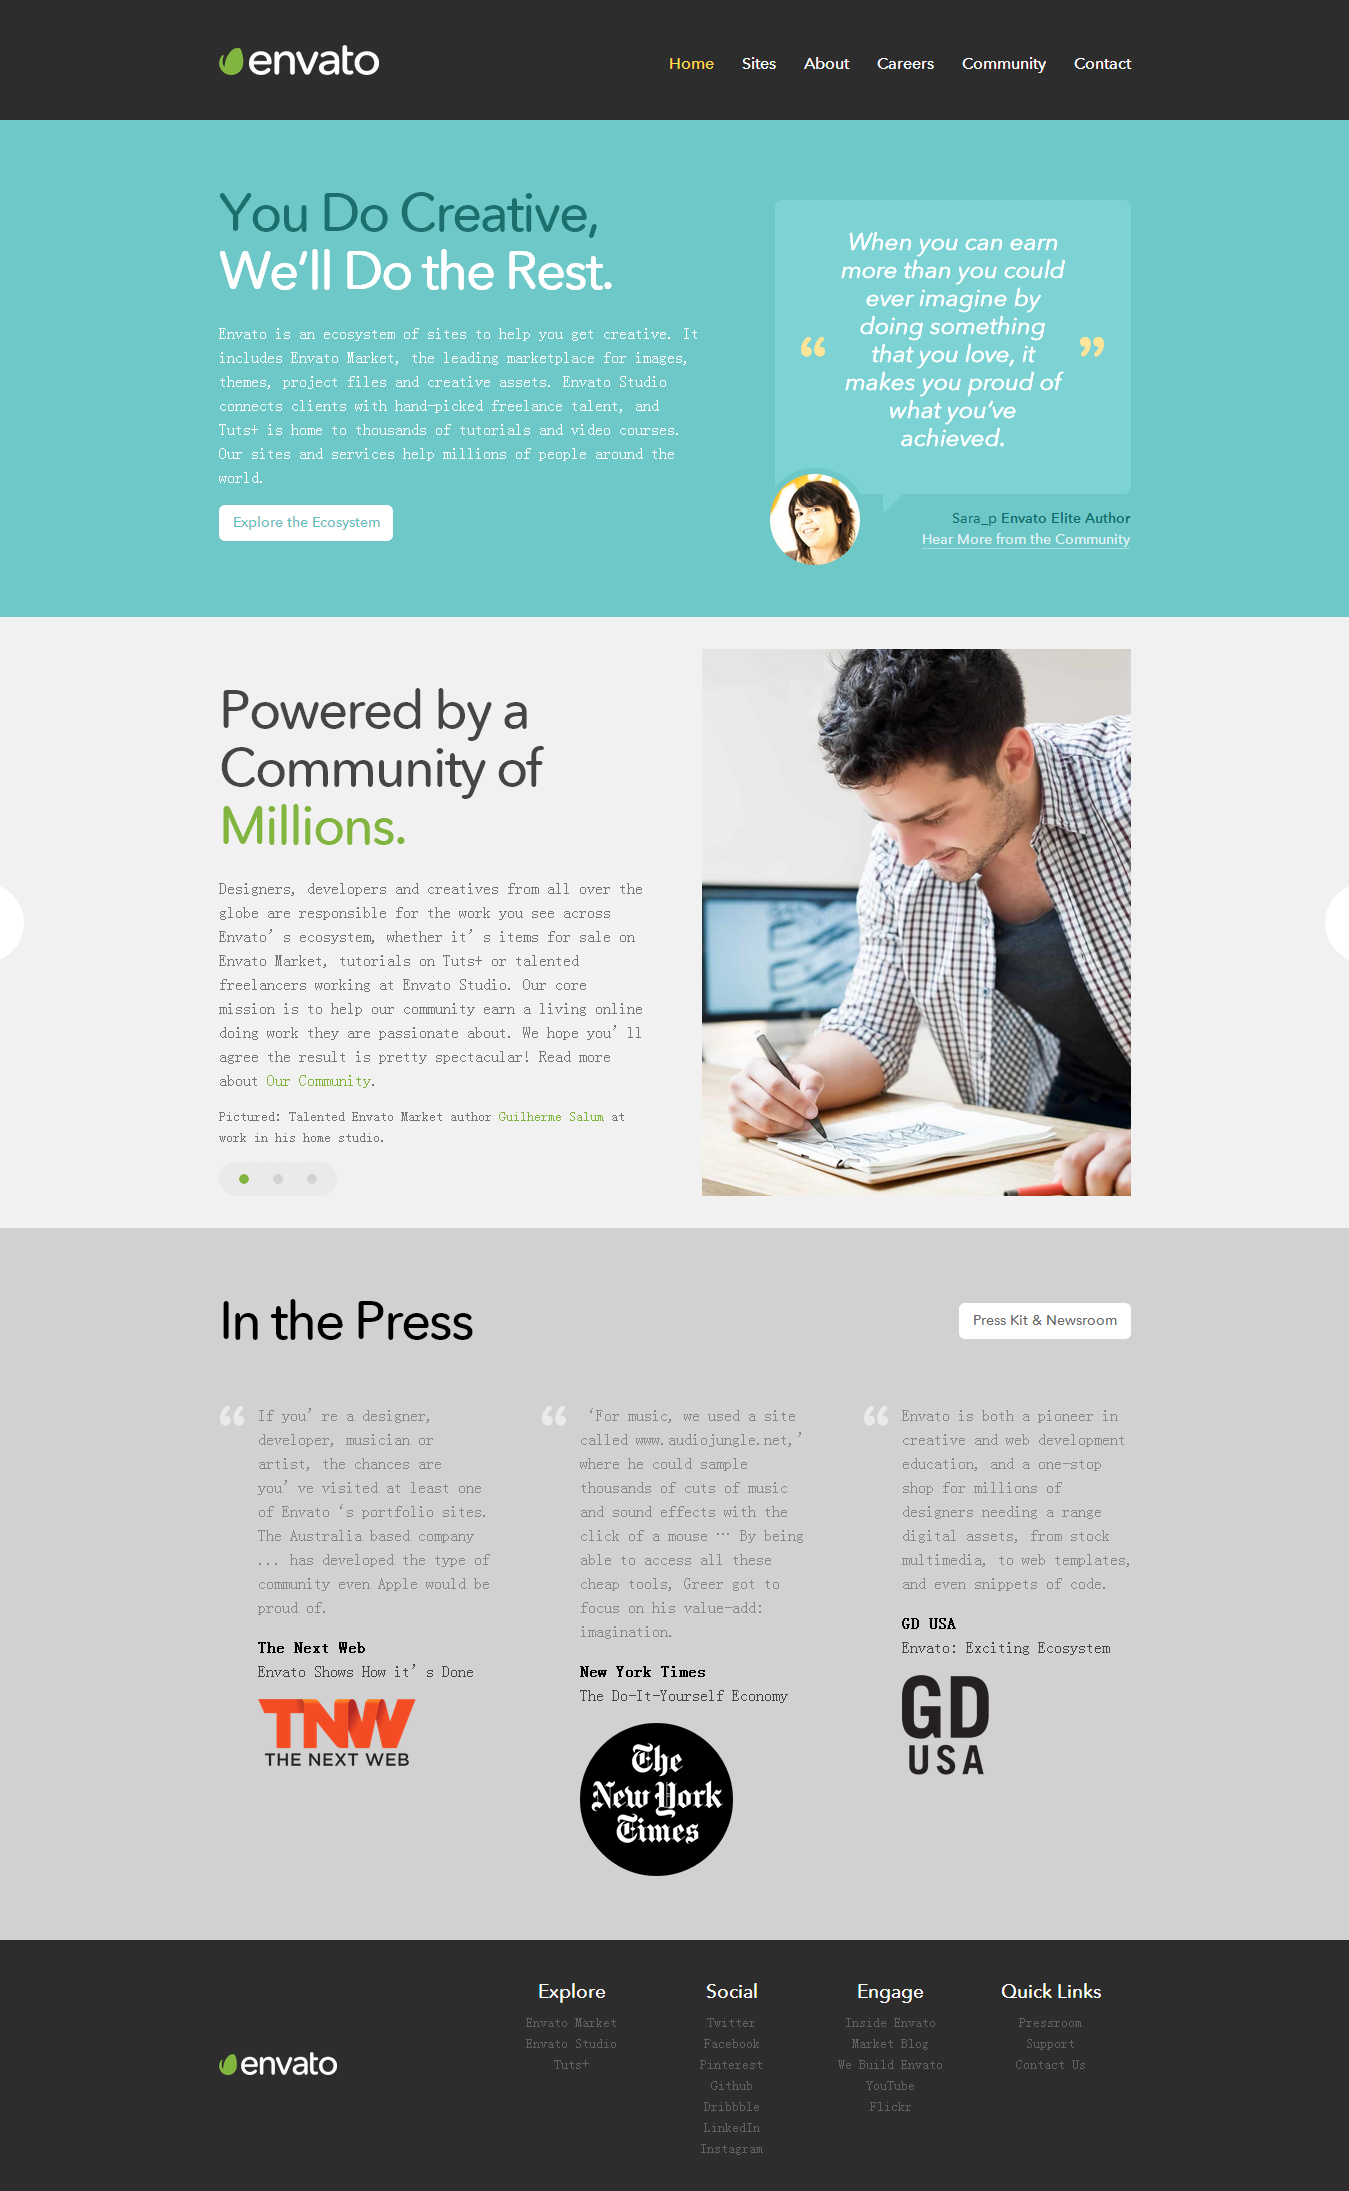 envato
Home Sites About Careers Community Contact
You Do Creative,
We'll Do the Rest.
Envato is an ecosystem of sites to help you get creative. It
includes Envato Market, the leading marketplace for images,
themes, project files and creative assets. Envato Studio
connects clients with hand-picked freelance talent, and
Tuts+ is home to thousands of tutorials and video courses.
Our sites and services help millions of people around the
world.
Explore the Ecosystem
“
When you can earn
more than you could
ever imagine by
doing something
that you love, it
makes you proud of
what you’ve
achieved.
”
Sara_p Envato Elite Author
Hear More from the Community
Powered by a
Community of
Millions.
Designers, developers and creatives from all over the
globe are responsible for the work you see across
Envato’s ecosystem, whether it’s items for sale on
Envato Market, tutorials on Tuts+ or talented
freelancers working at Envato Studio. Our core
mission is to help our community earn a living online
doing work they are passionate about. We hope you’ll
agree the result is pretty spectacular! Read more
about Our Community.
Pictured: Talented Envato Market author Guilherme Salum at
work in his home studio.
In the Press
Press Kit & Newsroom
“ If you’re a designer,
developer, musician or
artist, the chances are
you’ve visited at least one
of Envato ‘s portfolio sites.
The Australia based company
... has developed the type of
community even Apple would be
proud of.
The Next Web
Envato Shows How it’s Done
TNW
THE NEXT WEB
“ ‘For music, we used a site
called www.audiojungle.net,’
where he could sample
thousands of cuts of music
and sound effects with the
click of a mouse … By being
able to access all these
cheap tools, Greer got to
focus on his value-add:
imagination.
New York Times
The Do-It-Yourself Economy
The
New York
Times
“ Envato is both a pioneer in
creative and web development
education, and a one-stop
shop for millions of
designers needing a range
digital assets, from stock
multimedia, to web templates,
and even snippets of code.
GD USA
Envato: Exciting Ecosystem
GD
USA
envato
Explore
Envato Market
Envato Studio
Tuts+
Social
Twitter
Facebook
Pinterest
Github
Dribbble
LinkedIn
Instagram
Engage
Inside Envato
Market Blog
We Build Envato
YouTube
Flickr
Quick Links
Pressroom
Support
Contact Us